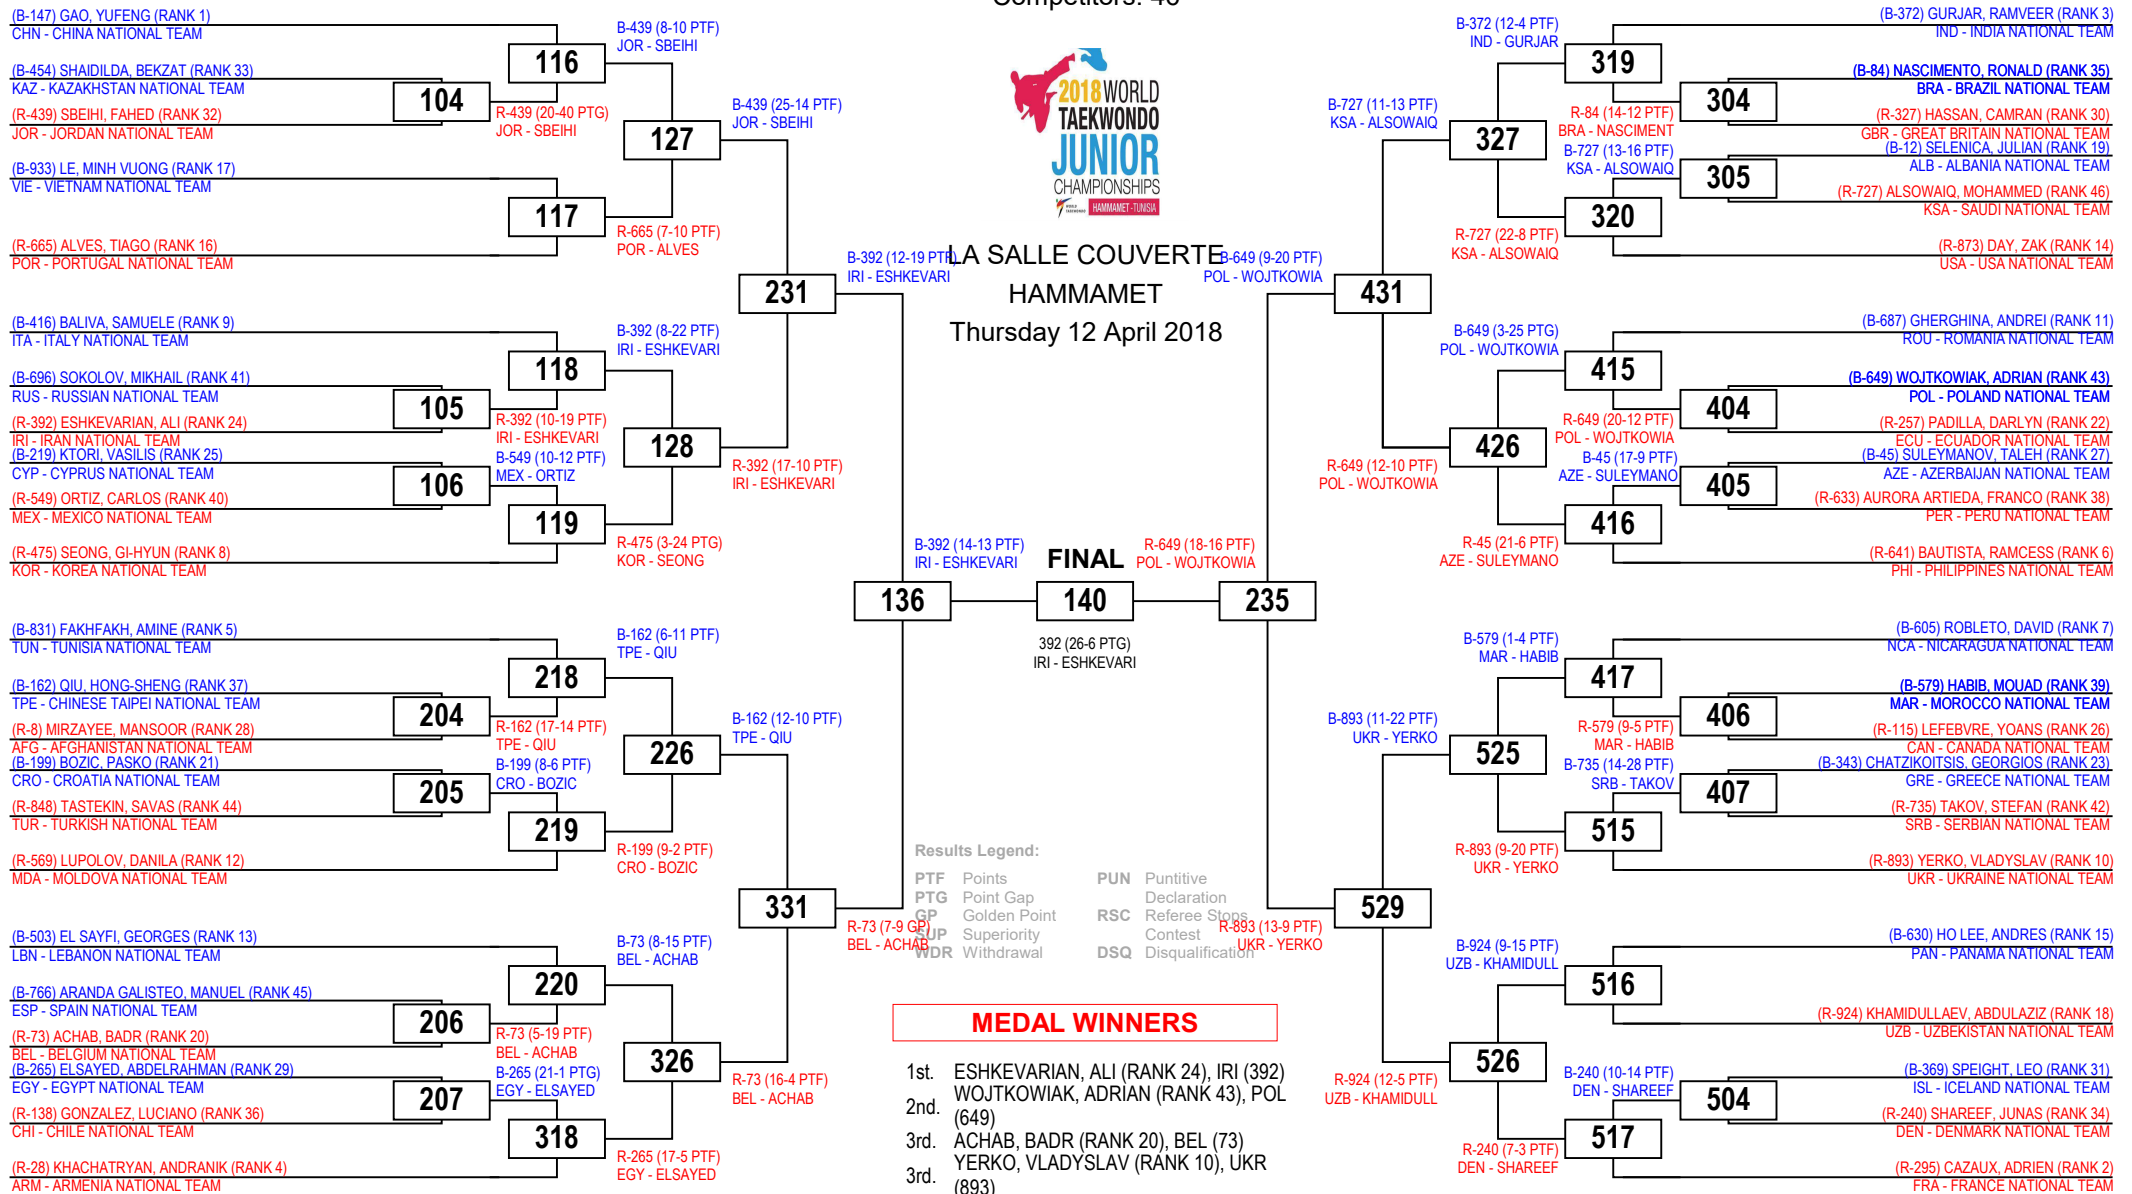 Competitors: 46
(B-147) GAO, YUFENG (RANK 1)
CHN - CHINA NATIONAL TEAM
(B-454) SHAIDILDA, BEKZAT (RANK 33)
KAZ - KAZAKHSTAN NATIONAL TEAM
(R-439) SBEIHI, FAHED (RANK 32)
JOR - JORDAN NATIONAL TEAM
(B-933) LE, MINH VUONG (RANK 17)
VIE - VIETNAM NATIONAL TEAM
(R-665) ALVES, TIAGO (RANK 16)
POR - PORTUGAL NATIONAL TEAM
(B-416) BALIVA, SAMUELE (RANK 9)
ITA - ITALY NATIONAL TEAM
(B-696) SOKOLOV, MIKHAIL (RANK 41)
RUS - RUSSIAN NATIONAL TEAM
(R-392) ESHKEVARIAN, ALI (RANK 24)
IRI - IRAN NATIONAL TEAM
(B-219) KTORI, VASILIS (RANK 25)
CYP - CYPRUS NATIONAL TEAM
(R-549) ORTIZ, CARLOS (RANK 40)
MEX - MEXICO NATIONAL TEAM
(R-475) SEONG, GI-HYUN (RANK 8)
KOR - KOREA NATIONAL TEAM
(B-831) FAKHFAKH, AMINE (RANK 5)
TUN - TUNISIA NATIONAL TEAM
(B-162) QIU, HONG-SHENG (RANK 37)
TPE - CHINESE TAIPEI NATIONAL TEAM
(R-8) MIRZAYEE, MANSOOR (RANK 28)
AFG - AFGHANISTAN NATIONAL TEAM
(B-199) BOZIC, PASKO (RANK 21)
CRO - CROATIA NATIONAL TEAM
(R-848) TASTEKIN, SAVAS (RANK 44)
TUR - TURKISH NATIONAL TEAM
(R-569) LUPOLOV, DANILA (RANK 12)
MDA - MOLDOVA NATIONAL TEAM
(B-503) EL SAYFI, GEORGES (RANK 13)
LBN - LEBANON NATIONAL TEAM
(B-766) ARANDA GALISTEO, MANUEL (RANK 45)
ESP - SPAIN NATIONAL TEAM
(R-73) ACHAB, BADR (RANK 20)
BEL - BELGIUM NATIONAL TEAM
(B-265) ELSAYED, ABDELRAHMAN (RANK 29)
EGY - EGYPT NATIONAL TEAM
(R-138) GONZALEZ, LUCIANO (RANK 36)
CHI - CHILE NATIONAL TEAM
(R-28) KHACHATRYAN, ANDRANIK (RANK 4)
ARM - ARMENIA NATIONAL TEAM
104
R-439 (20-40 PTG)
JOR - SBEIHI
105
R-392 (10-19 PTF)
IRI - ESHKEVARI
B-549 (10-12 PTF)
MEX - ORTIZ
106
204
R-162 (17-14 PTF)
TPE - QIU
B-199 (8-6 PTF)
CRO - BOZIC
205
206
R-73 (5-19 PTF)
BEL - ACHAB
B-265 (21-1 PTG)
EGY - ELSAYED
207
116
117
118
119
218
219
220
318
B-439 (8-10 PTF)
JOR - SBEIHI
127
R-665 (7-10 PTF)
POR - ALVES
B-392 (8-22 PTF)
IRI - ESHKEVARI
128
R-475 (3-24 PTG)
KOR - SEONG
B-162 (6-11 PTF)
TPE - QIU
226
R-199 (9-2 PTF)
CRO - BOZIC
B-73 (8-15 PTF)
BEL - ACHAB
326
R-265 (17-5 PTF)
EGY - ELSAYED
B-439 (25-14 PTF)
JOR - SBEIHI
231
R-392 (17-10 PTF)
IRI - ESHKEVARI
B-162 (12-10 PTF)
TPE - QIU
331
R-73 (16-4 PTF)
BEL - ACHAB
B-392 (12-19 PTF)
IRI - ESHKEVARI
136
R-73 (7-9 GP)
BEL - ACHAB
2018 WORLD
TAEKWONDO
JUNIOR
CHAMPIONSHIPS
WORLD
TAEKWONDO
HAMMAMET - TUNISIA
LA SALLE COUVERTE
HAMMAMET
Thursday 12 April 2018
B-392 (14-13 PTF)
IRI - ESHKEVARI
FINAL
R-649 (18-16 PTF)
POL - WOJTKOWIA
140
392 (26-6 PTG)
IRI - ESHKEVARI
Results Legend:
PTF Points
PTG Point Gap
GP Golden Point
SUP Superiority
WDR Withdrawal
PUN Puntitive
Declaration
RSC Referee Stops
Contest
DSQ Disqualification
MEDAL WINNERS
1st. ESHKEVARIAN, ALI (RANK 24), IRI (392)
2nd. WOJTKOWIAK, ADRIAN (RANK 43), POL
(649)
3rd. ACHAB, BADR (RANK 20), BEL (73)
3rd. YERKO, VLADYSLAV (RANK 10), UKR
(893)
B-649 (9-20 PTF)
POL - WOJTKOWIA
235
R-893 (13-9 PTF)
UKR - YERKO
B-727 (11-13 PTF)
KSA - ALSOWAIQ
431
R-649 (12-10 PTF)
POL - WOJTKOWIA
B-893 (11-22 PTF)
UKR - YERKO
529
R-924 (12-5 PTF)
UZB - KHAMIDULL
B-372 (12-4 PTF)
IND - GURJAR
327
R-727 (22-8 PTF)
KSA - ALSOWAIQ
B-649 (3-25 PTG)
POL - WOJTKOWIA
426
R-45 (21-6 PTF)
AZE - SULEYMANO
B-579 (1-4 PTF)
MAR - HABIB
525
R-893 (9-20 PTF)
UKR - YERKO
B-924 (9-15 PTF)
UZB - KHAMIDULL
526
R-240 (7-3 PTF)
DEN - SHAREEF
319
R-84 (14-12 PTF)
BRA - NASCIMENT
B-727 (13-16 PTF)
KSA - ALSOWAIQ
320
415
R-649 (20-12 PTF)
POL - WOJTKOWIA
B-45 (17-9 PTF)
AZE - SULEYMANO
416
417
R-579 (9-5 PTF)
MAR - HABIB
B-735 (14-28 PTF)
SRB - TAKOV
515
516
B-240 (10-14 PTF)
DEN - SHAREEF
517
304
305
404
405
406
407
504
(B-372) GURJAR, RAMVEER (RANK 3)
IND - INDIA NATIONAL TEAM
(B-84) NASCIMENTO, RONALD (RANK 35)
BRA - BRAZIL NATIONAL TEAM
(R-327) HASSAN, CAMRAN (RANK 30)
GBR - GREAT BRITAIN NATIONAL TEAM
(B-12) SELENICA, JULIAN (RANK 19)
ALB - ALBANIA NATIONAL TEAM
(R-727) ALSOWAIQ, MOHAMMED (RANK 46)
KSA - SAUDI NATIONAL TEAM
(R-873) DAY, ZAK (RANK 14)
USA - USA NATIONAL TEAM
(B-687) GHERGHINA, ANDREI (RANK 11)
ROU - ROMANIA NATIONAL TEAM
(B-649) WOJTKOWIAK, ADRIAN (RANK 43)
POL - POLAND NATIONAL TEAM
(R-257) PADILLA, DARLYN (RANK 22)
ECU - ECUADOR NATIONAL TEAM
(B-45) SULEYMANOV, TALEH (RANK 27)
AZE - AZERBAIJAN NATIONAL TEAM
(R-633) AURORA ARTIEDA, FRANCO (RANK 38)
PER - PERU NATIONAL TEAM
(R-641) BAUTISTA, RAMCESS (RANK 6)
PHI - PHILIPPINES NATIONAL TEAM
(B-605) ROBLETO, DAVID (RANK 7)
NCA - NICARAGUA NATIONAL TEAM
(B-579) HABIB, MOUAD (RANK 39)
MAR - MOROCCO NATIONAL TEAM
(R-115) LEFEBVRE, YOANS (RANK 26)
CAN - CANADA NATIONAL TEAM
(B-343) CHATZIKOITSIS, GEORGIOS (RANK 23)
GRE - GREECE NATIONAL TEAM
(R-735) TAKOV, STEFAN (RANK 42)
SRB - SERBIAN NATIONAL TEAM
(R-893) YERKO, VLADYSLAV (RANK 10)
UKR - UKRAINE NATIONAL TEAM
(B-630) HO LEE, ANDRES (RANK 15)
PAN - PANAMA NATIONAL TEAM
(R-924) KHAMIDULLAEV, ABDULAZIZ (RANK 18)
UZB - UZBEKISTAN NATIONAL TEAM
(B-369) SPEIGHT, LEO (RANK 31)
ISL - ICELAND NATIONAL TEAM
(R-240) SHAREEF, JUNAS (RANK 34)
DEN - DENMARK NATIONAL TEAM
(R-295) CAZAUX, ADRIEN (RANK 2)
FRA - FRANCE NATIONAL TEAM